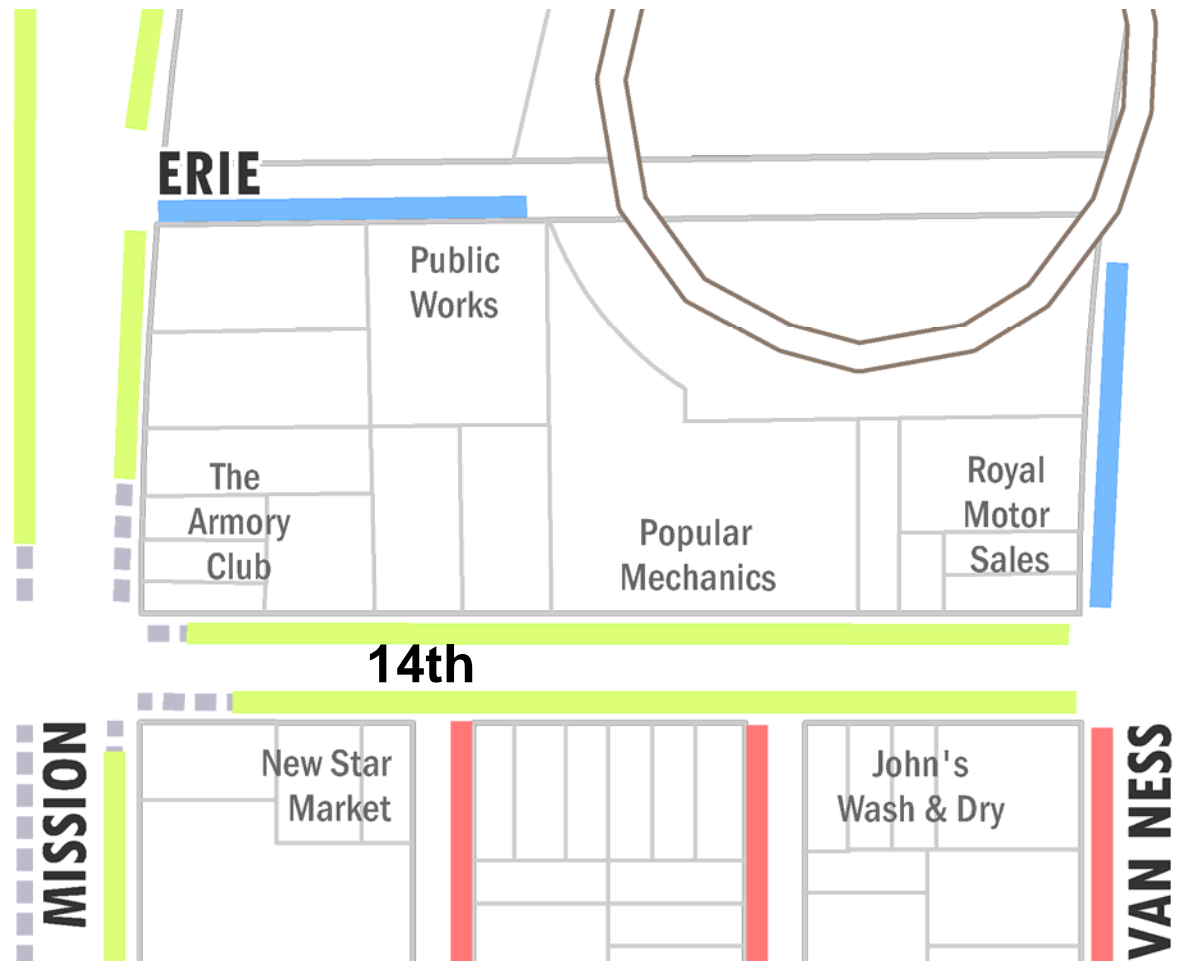 ERIE
Public
Works
The
Armory
Club
Popular
Mechanics
Royal
Motor
Sales
14th
MISSION
New Star
Market
John's
Wash & Dry
VAN NESS